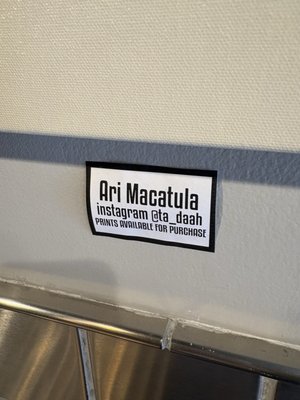 Ari Macatula
instagram @ta_daah
PRINTS AVAILABLE FOR PURCHASE